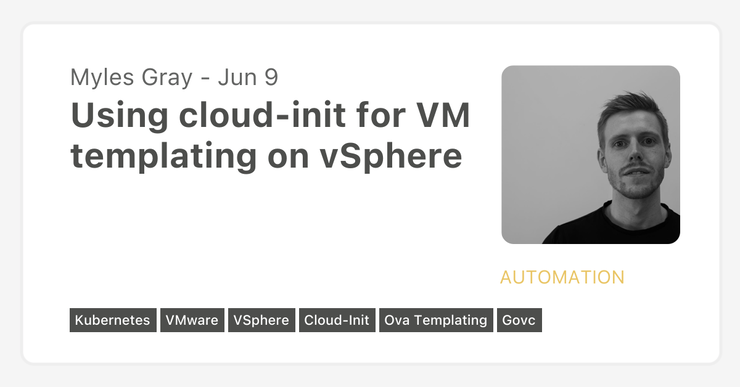 Myles Gray - Jun 9
Using cloud-init for VM
templating on vSphere
AUTOMATION
Kubernetes VMware VSphere Cloud-Init Ova Templating Govc